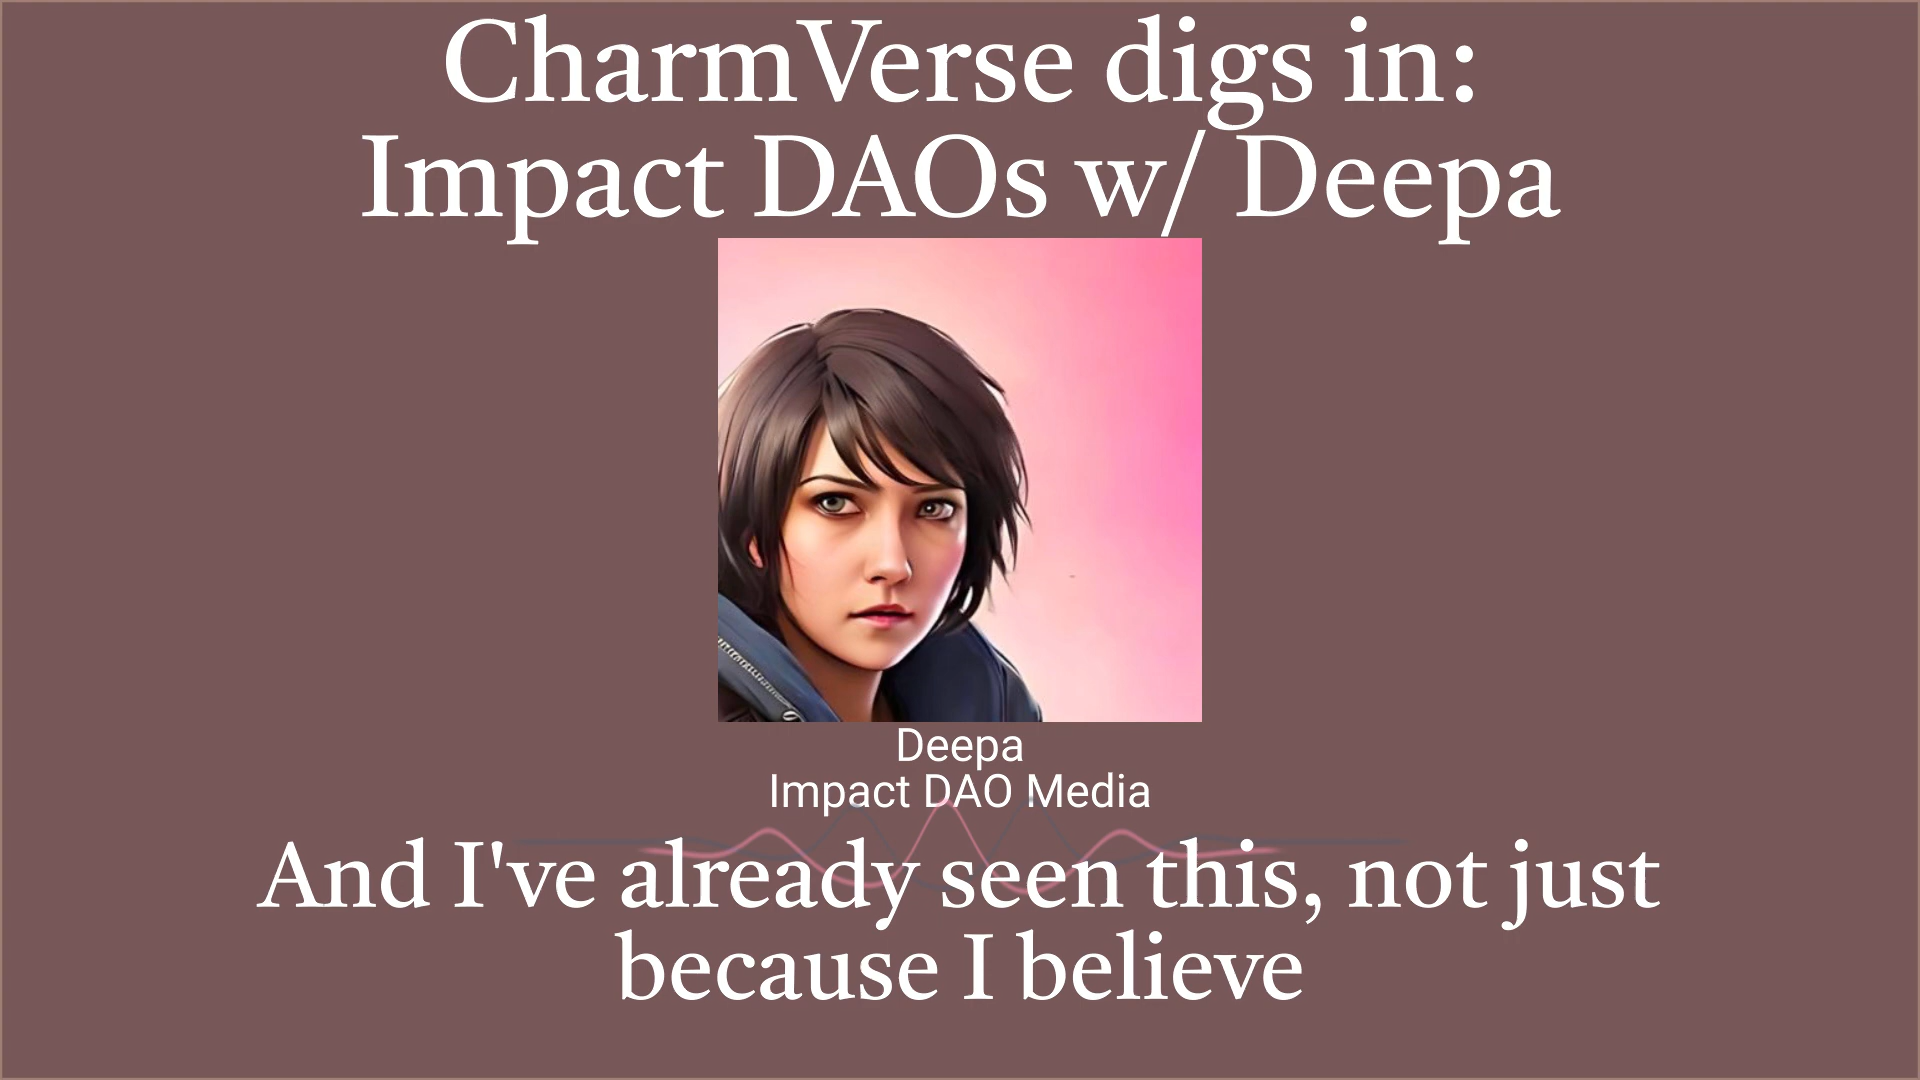 CharmVerse digs in:
Impact DAOs w/ Deepa
Deepa
Impact DAO Media
And I've already seen this, not just
because I believe